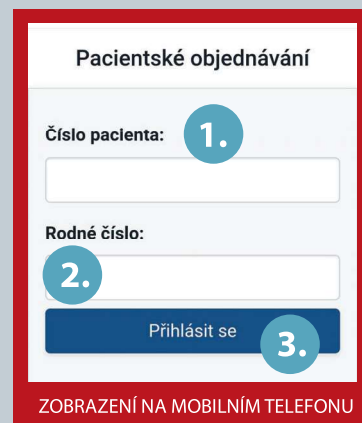 Pacientské objednávání
Číslo pacienta:
1.
Rodné číslo:
2.
Přihlásit se
3.
ZOBRAZENÍ NA MOBILNÍM TELEFONU